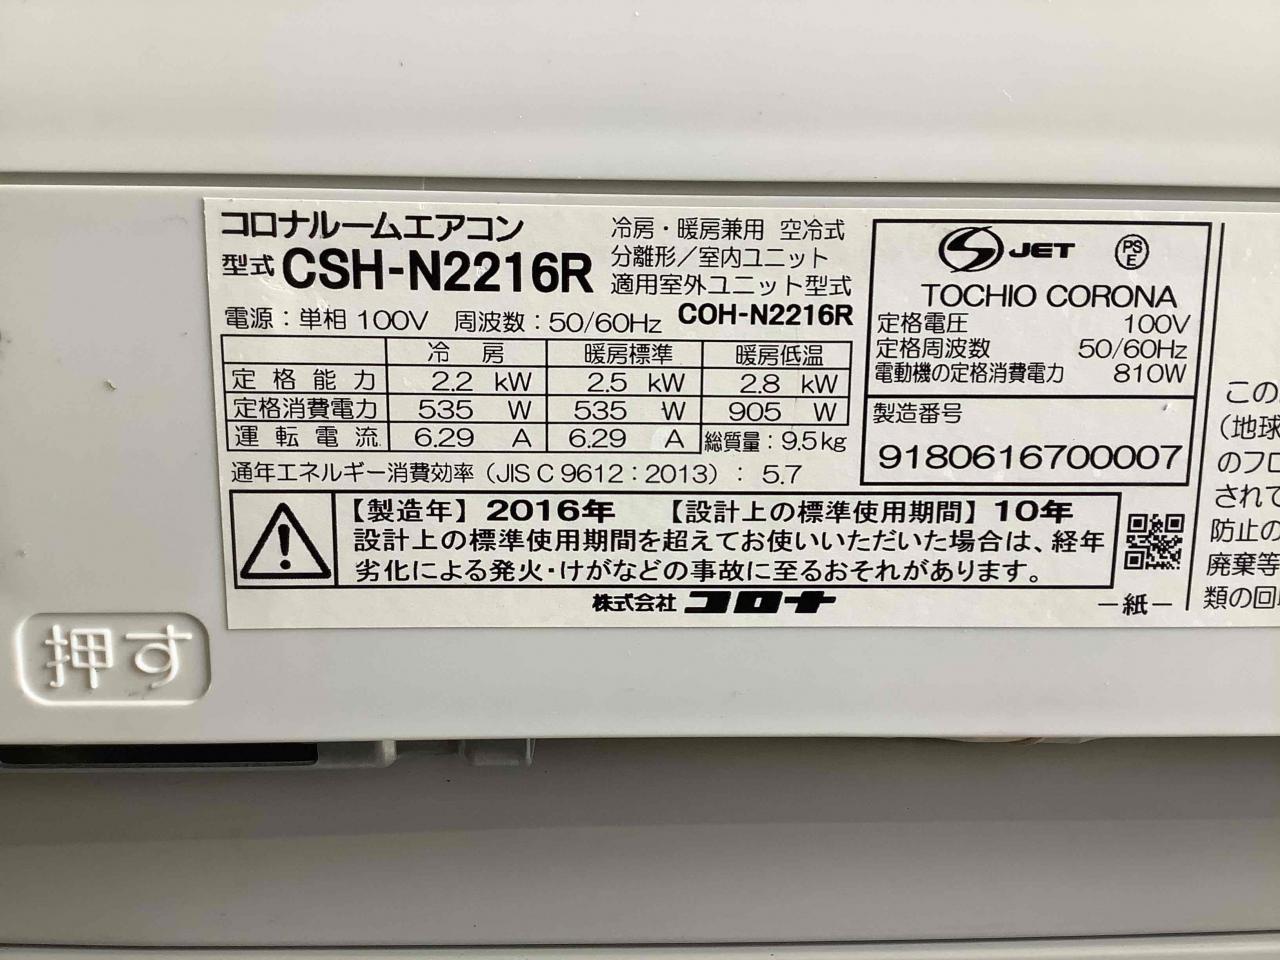 コロナルームエアコン
型式 CSH-N2216R
冷房・暖房兼用 空冷式
分離形／室内ユニット
適用室外ユニット型式
COH-N2216R
電源：単相 100V 周波数：50/60Hz
冷房 暖房標準 暖房低温
定格能力 2.2 kW 2.5 kW 2.8 kW
定格消費電力 535 W 535 W 905 W
運転電流 6.29 A 6.29 A 総質量：9.5kg
通年エネルギー消費効率（JIS C 9612：2013）：5.7
JET PSE
TOCHIO CORONA
定格電圧 100V
定格周波数 50/60Hz
電動機の定格消費電力 810W
製造番号
9180616700007
【製造年】2016年 【設計上の標準使用期間】10年
設計上の標準使用期間を超えてお使いいただいた場合は、経年
劣化による発火・けがなどの事故に至るおそれがあります。
株式会社 コロナ
－紙－
この
（地球
のフロ
されて
防止の
廃棄等
類の回
押す